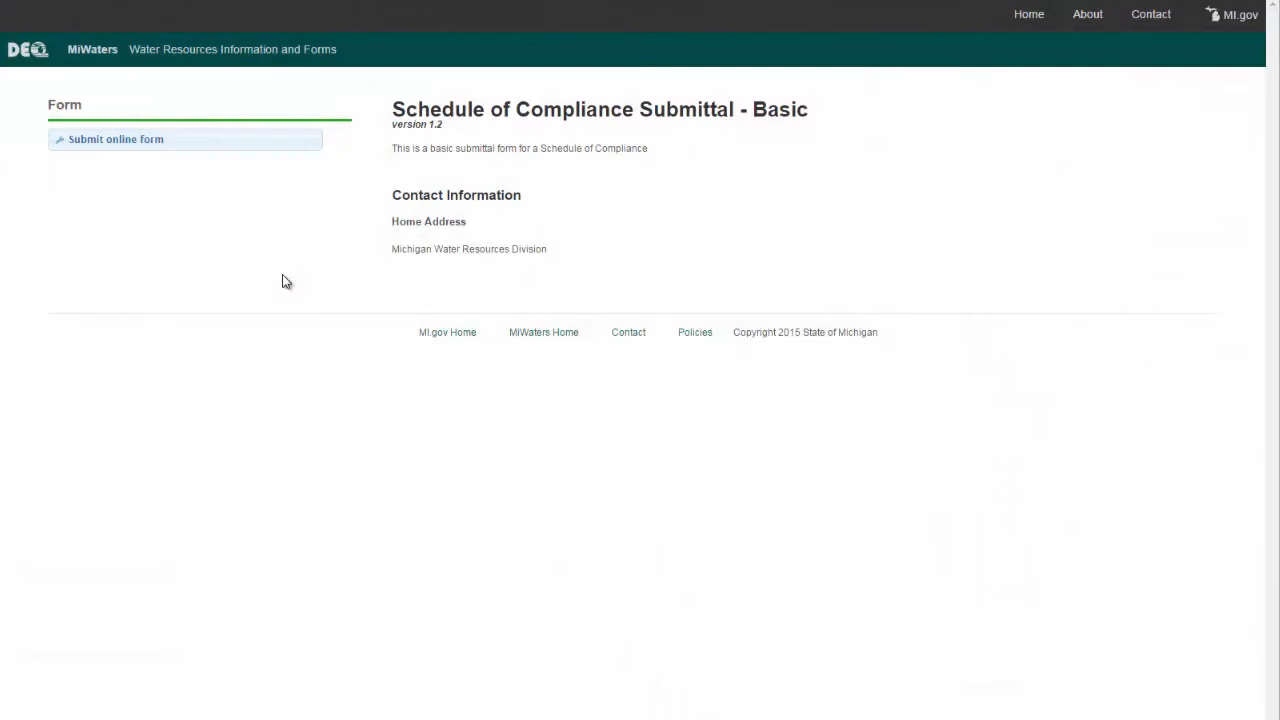 Home About Contact MI.gov
DEQ MiWaters Water Resources Information and Forms
Form
Submit online form
Schedule of Compliance Submittal - Basic
version 1.2
This is a basic submittal form for a Schedule of Compliance
Contact Information
Home Address
Michigan Water Resources Division
MI.gov Home MiWaters Home Contact Policies Copyright 2015 State of Michigan